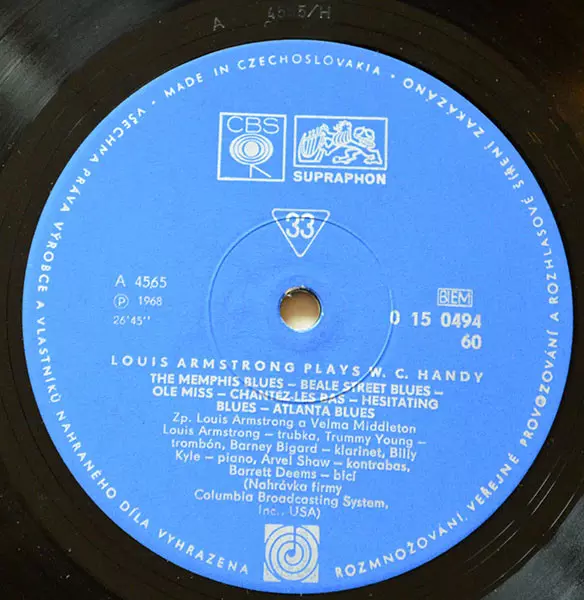 A 4565/H
VŠECHNA PRÁVA VÝROBCE A VLASTNÍKŮ NAHRANÉHO DÍLA VYHRAZENA
• MADE IN CZECHOSLOVAKIA •
ROZMNOŽOVÁNÍ, VEŘEJNÉ PROVOZOVÁNÍ A ROZHLASOVÉ ŠÍŘENÍ ZAKÁZÁNO
CBS
SUPRAPHON
33
A 4565
Ⓟ 1968
26'45''
BIEM
0 15 0494
60
LOUIS ARMSTRONG PLAYS W. C. HANDY
THE MEMPHIS BLUES – BEALE STREET BLUES –
OLE MISS – CHANTEZ-LES BAS – HESITATING
BLUES – ATLANTA BLUES
Zp. Louis Armstrong a Velma Middleton
Louis Armstrong – trubka, Trummy Young –
trombón, Barney Bigard – klarinet, Billy
Kyle – piano, Arvel Shaw – kontrabas,
Barrett Deems – bicí
(Nahrávka firmy
Columbia Broadcasting System,
Inc., USA)